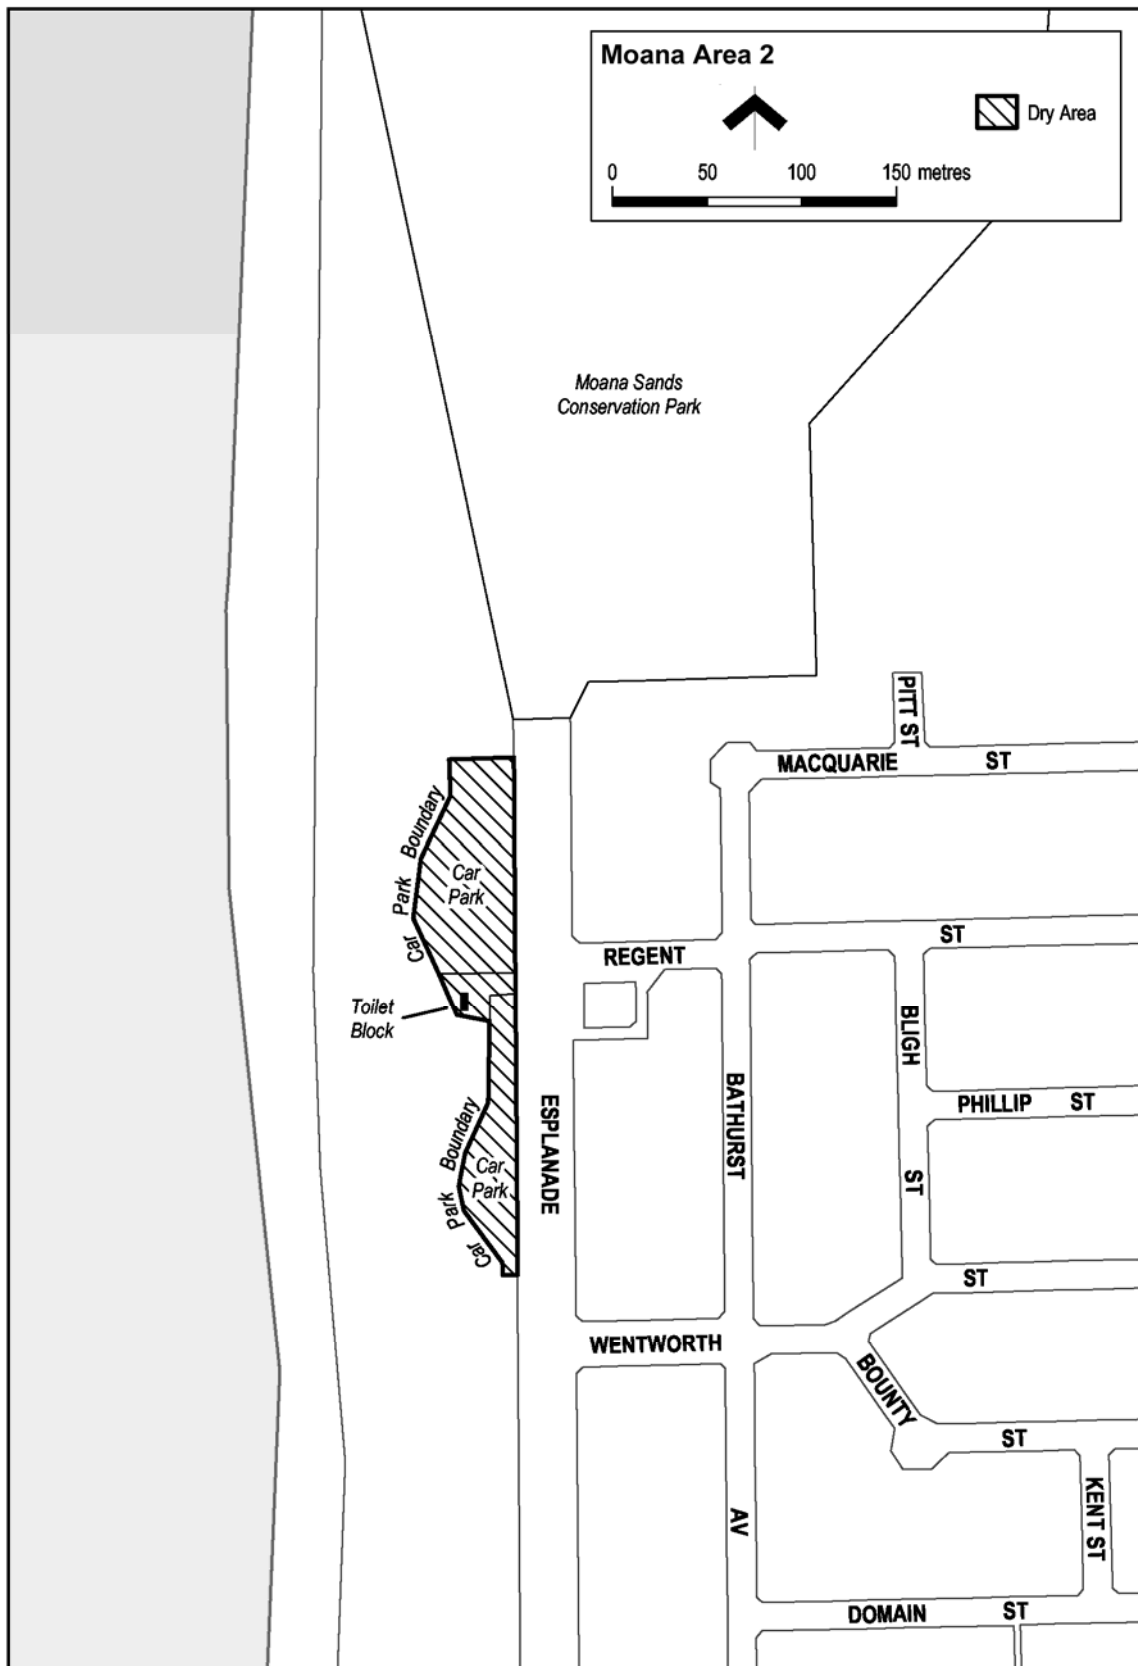 Moana Area 2
Dry Area
0 50 100 150 metres
Moana Sands
Conservation Park
PITT ST
MACQUARIE ST
Car Park Boundary
Car
Park
REGENT ST
Toilet
Block
BLIGH ST
ESPLANADE
BATHURST AV
PHILLIP ST
Car Park Boundary
Car
Park
WENTWORTH ST
BOUNTY ST
KENT ST
DOMAIN ST